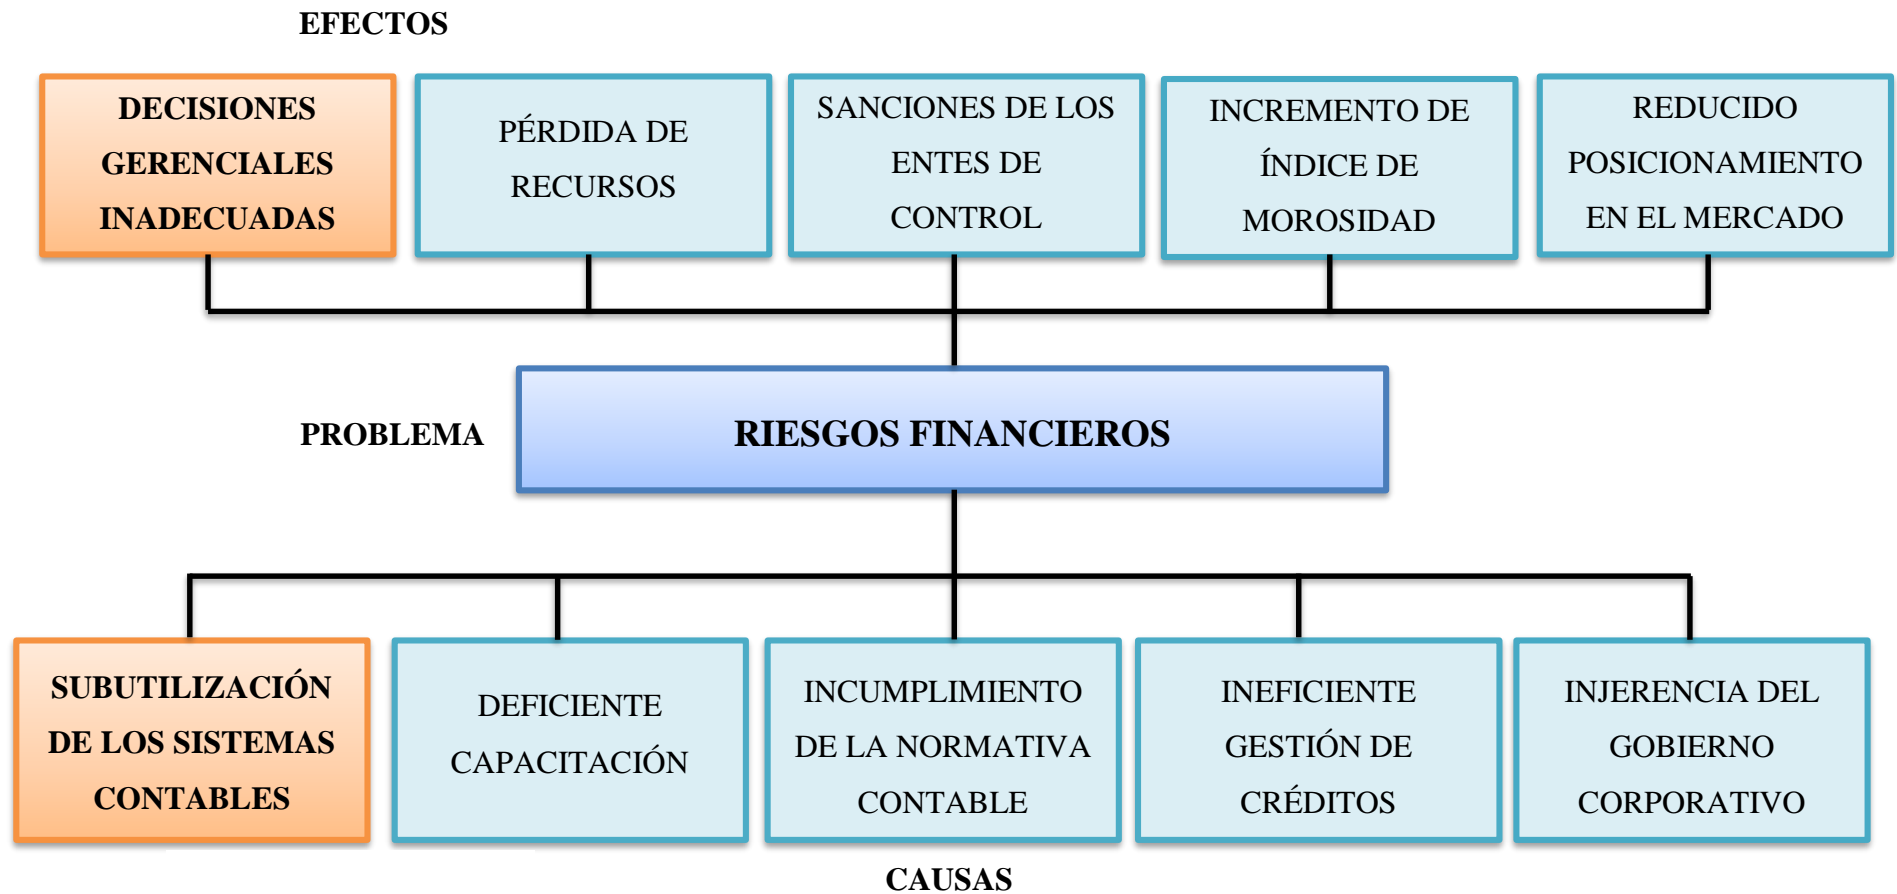 EFECTOS
DECISIONES
GERENCIALES
INADECUADAS
PÉRDIDA DE
RECURSOS
SANCIONES DE LOS
ENTES DE
CONTROL
INCREMENTO DE
ÍNDICE DE
MOROSIDAD
REDUCIDO
POSICIONAMIENTO
EN EL MERCADO
PROBLEMA
RIESGOS FINANCIEROS
SUBUTILIZACIÓN
DE LOS SISTEMAS
CONTABLES
DEFICIENTE
CAPACITACIÓN
INCUMPLIMIENTO
DE LA NORMATIVA
CONTABLE
INEFICIENTE
GESTIÓN DE
CRÉDITOS
INJERENCIA DEL
GOBIERNO
CORPORATIVO
CAUSAS